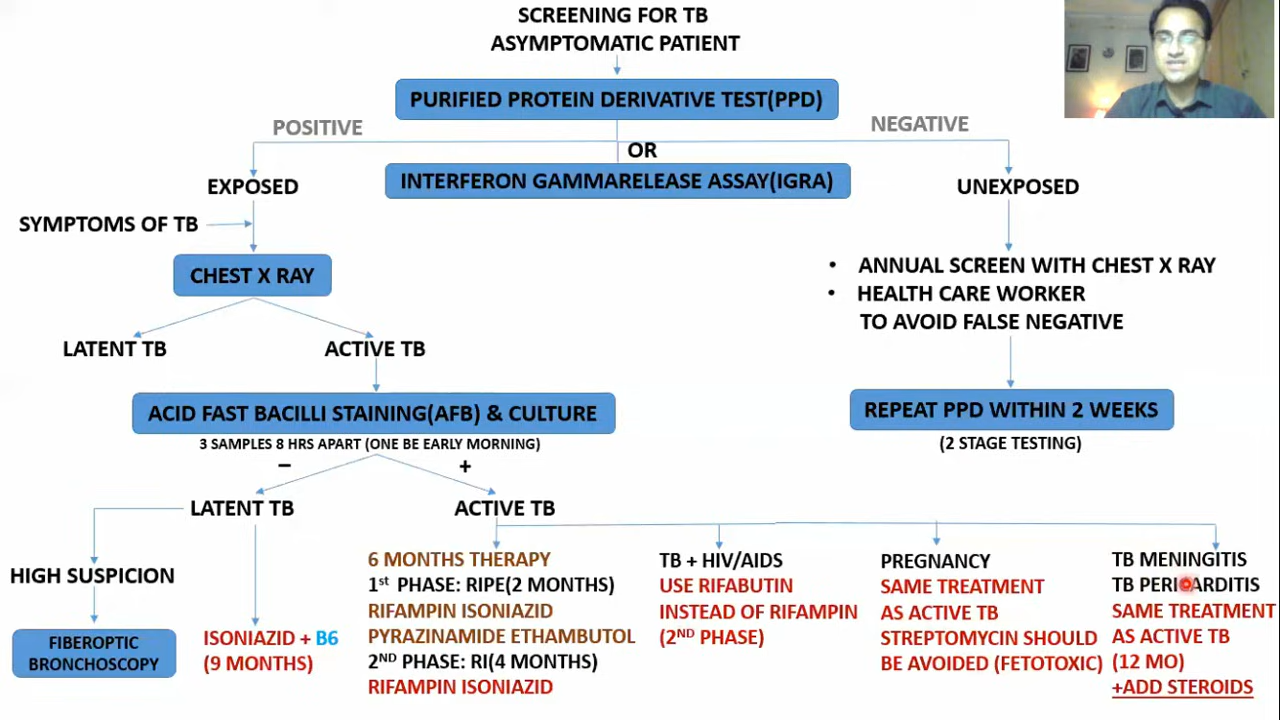 SCREENING FOR TB
ASYMPTOMATIC PATIENT
PURIFIED PROTEIN DERIVATIVE TEST(PPD)
POSITIVE
NEGATIVE
OR
INTERFERON GAMMARELEASE ASSAY(IGRA)
EXPOSED
UNEXPOSED
SYMPTOMS OF TB
CHEST X RAY
• ANNUAL SCREEN WITH CHEST X RAY
• HEALTH CARE WORKER
TO AVOID FALSE NEGATIVE
LATENT TB
ACTIVE TB
ACID FAST BACILLI STAINING(AFB) & CULTURE
3 SAMPLES 8 HRS APART (ONE BE EARLY MORNING)
REPEAT PPD WITHIN 2 WEEKS
(2 STAGE TESTING)
–
+
LATENT TB
ACTIVE TB
HIGH SUSPICION
FIBEROPTIC
BRONCHOSCOPY
ISONIAZID + B6
(9 MONTHS)
6 MONTHS THERAPY
1st PHASE: RIPE(2 MONTHS)
RIFAMPIN ISONIAZID
PYRAZINAMIDE ETHAMBUTOL
2ND PHASE: RI(4 MONTHS)
RIFAMPIN ISONIAZID
TB + HIV/AIDS
USE RIFABUTIN
INSTEAD OF RIFAMPIN
(2ND PHASE)
PREGNANCY
SAME TREATMENT
AS ACTIVE TB
STREPTOMYCIN SHOULD
BE AVOIDED (FETOTOXIC)
TB MENINGITIS
TB PERICARDITIS
SAME TREATMENT
AS ACTIVE TB
(12 MO)
+ADD STEROIDS